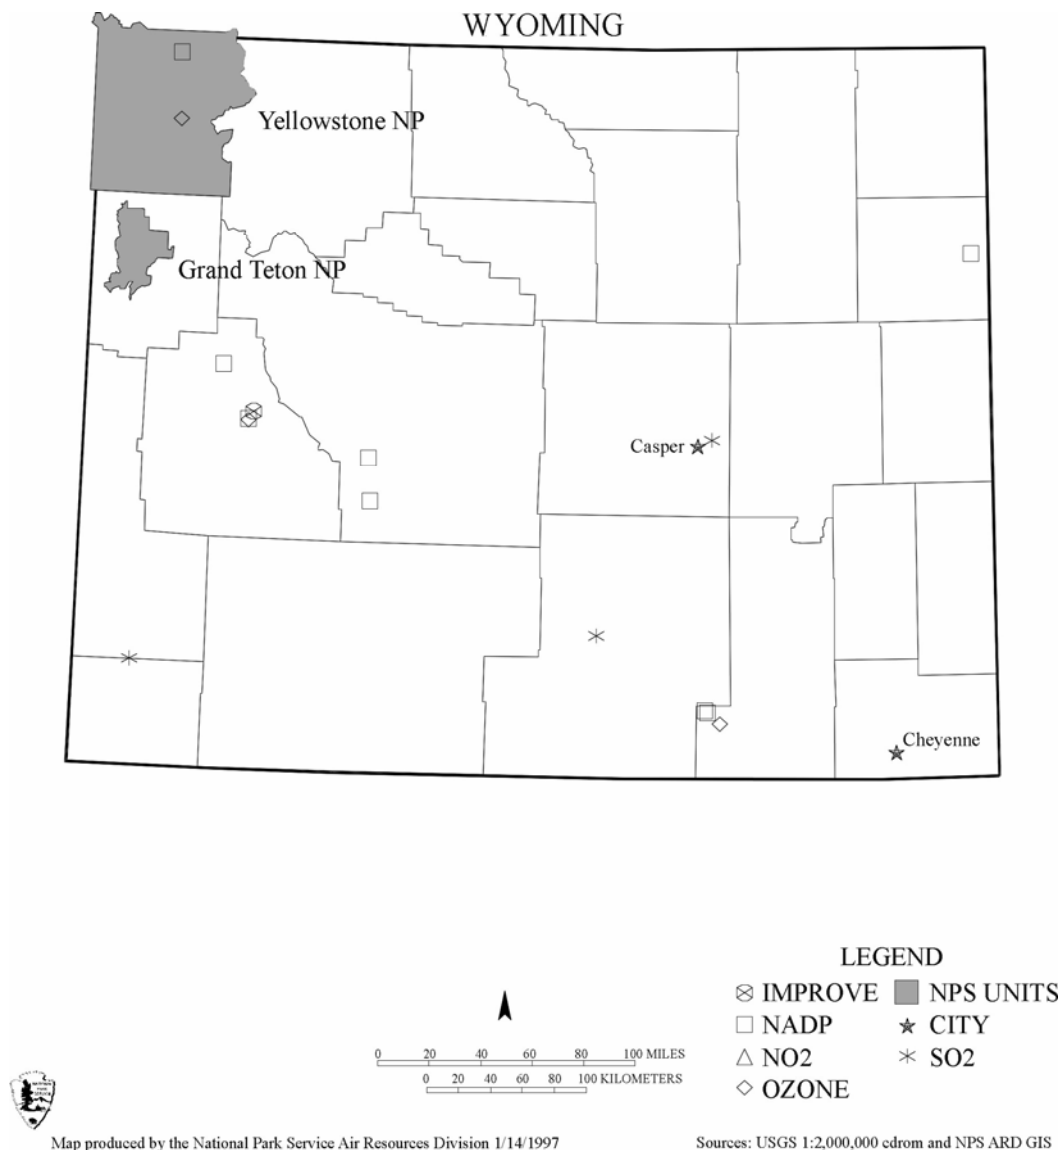 WYOMING
Yellowstone NP
Grand Teton NP
Casper
Cheyenne
LEGEND
IMPROVE NPS UNITS
NADP CITY
NO2 SO2
OZONE
0 20 40 60 80 100 MILES
0 20 40 60 80 100 KILOMETERS
Map produced by the National Park Service Air Resources Division 1/14/1997
Sources: USGS 1:2,000,000 cdrom and NPS ARD GIS